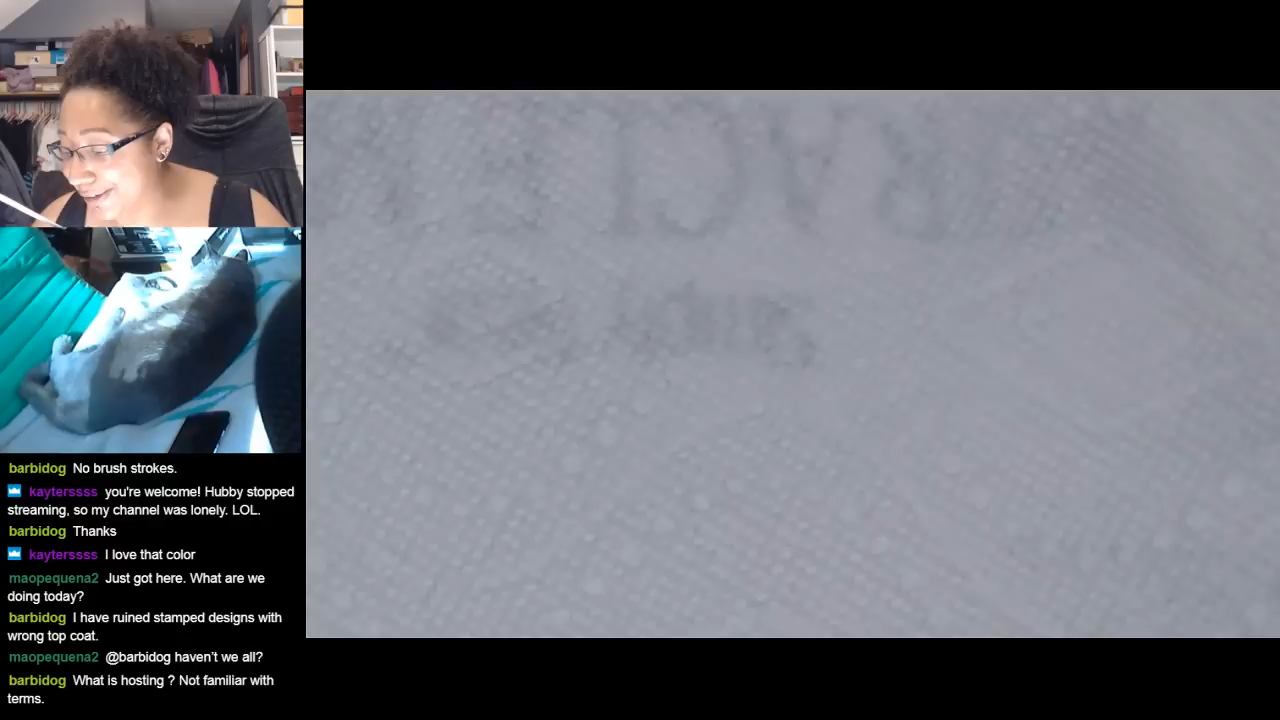 barbidog No brush strokes.
kayterssss you're welcome! Hubby stopped
streaming, so my channel was lonely. LOL.
barbidog Thanks
kayterssss I love that color
maopequena2 Just got here. What are we
doing today?
barbidog I have ruined stamped designs with
wrong top coat.
maopequena2 @barbidog haven't we all?
barbidog What is hosting ? Not familiar with
terms.